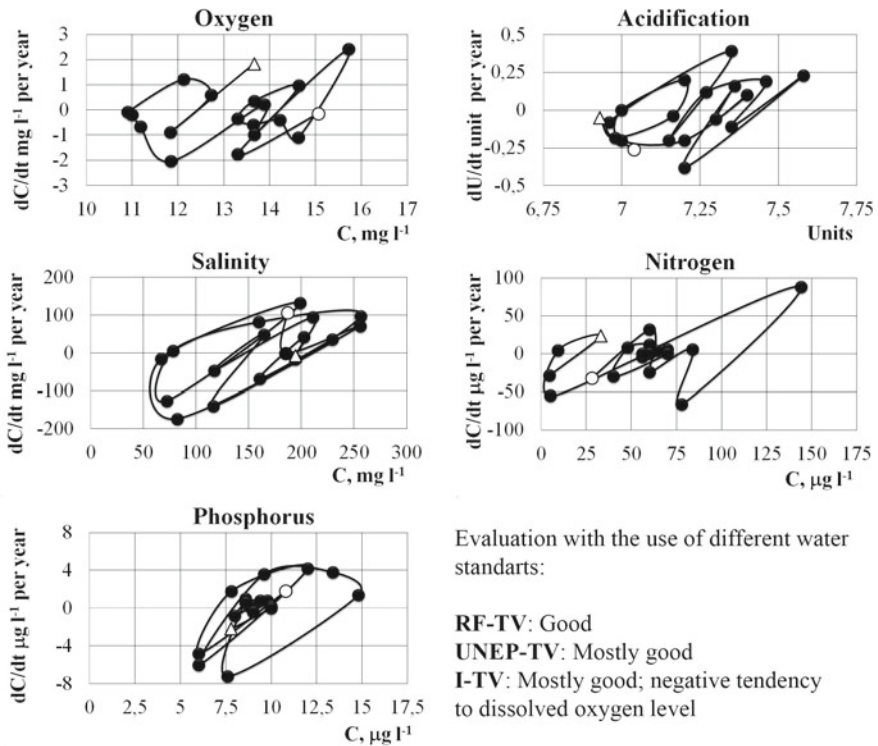 Oxygen
dC/dt mg l⁻¹ per year
3
2
1
0
-1
-2
-3
10 11 12 13 14 15 16 17
C, mg l⁻¹
Acidification
dU/dt unit per year
0,5
0,25
0
-0,25
-0,5
6,75 7 7,25 7,5 7,75
Units
Salinity
dC/dt mg l⁻¹ per year
200
100
0
-100
-200
0 50 100 150 200 250 300
C, mg l⁻¹
Nitrogen
dC/dt µg l⁻¹ per year
100
50
0
-50
-100
0 25 50 75 100 125 150 175
C, µg l⁻¹
Phosphorus
dC/dt µg l⁻¹ per year
8
4
0
-4
-8
0 2,5 5 7,5 10 12,5 15 17,5
C, µg l⁻¹
Evaluation with the use of different water
standarts:
RF-TV: Good
UNEP-TV: Mostly good
I-TV: Mostly good; negative tendency
to dissolved oxygen level